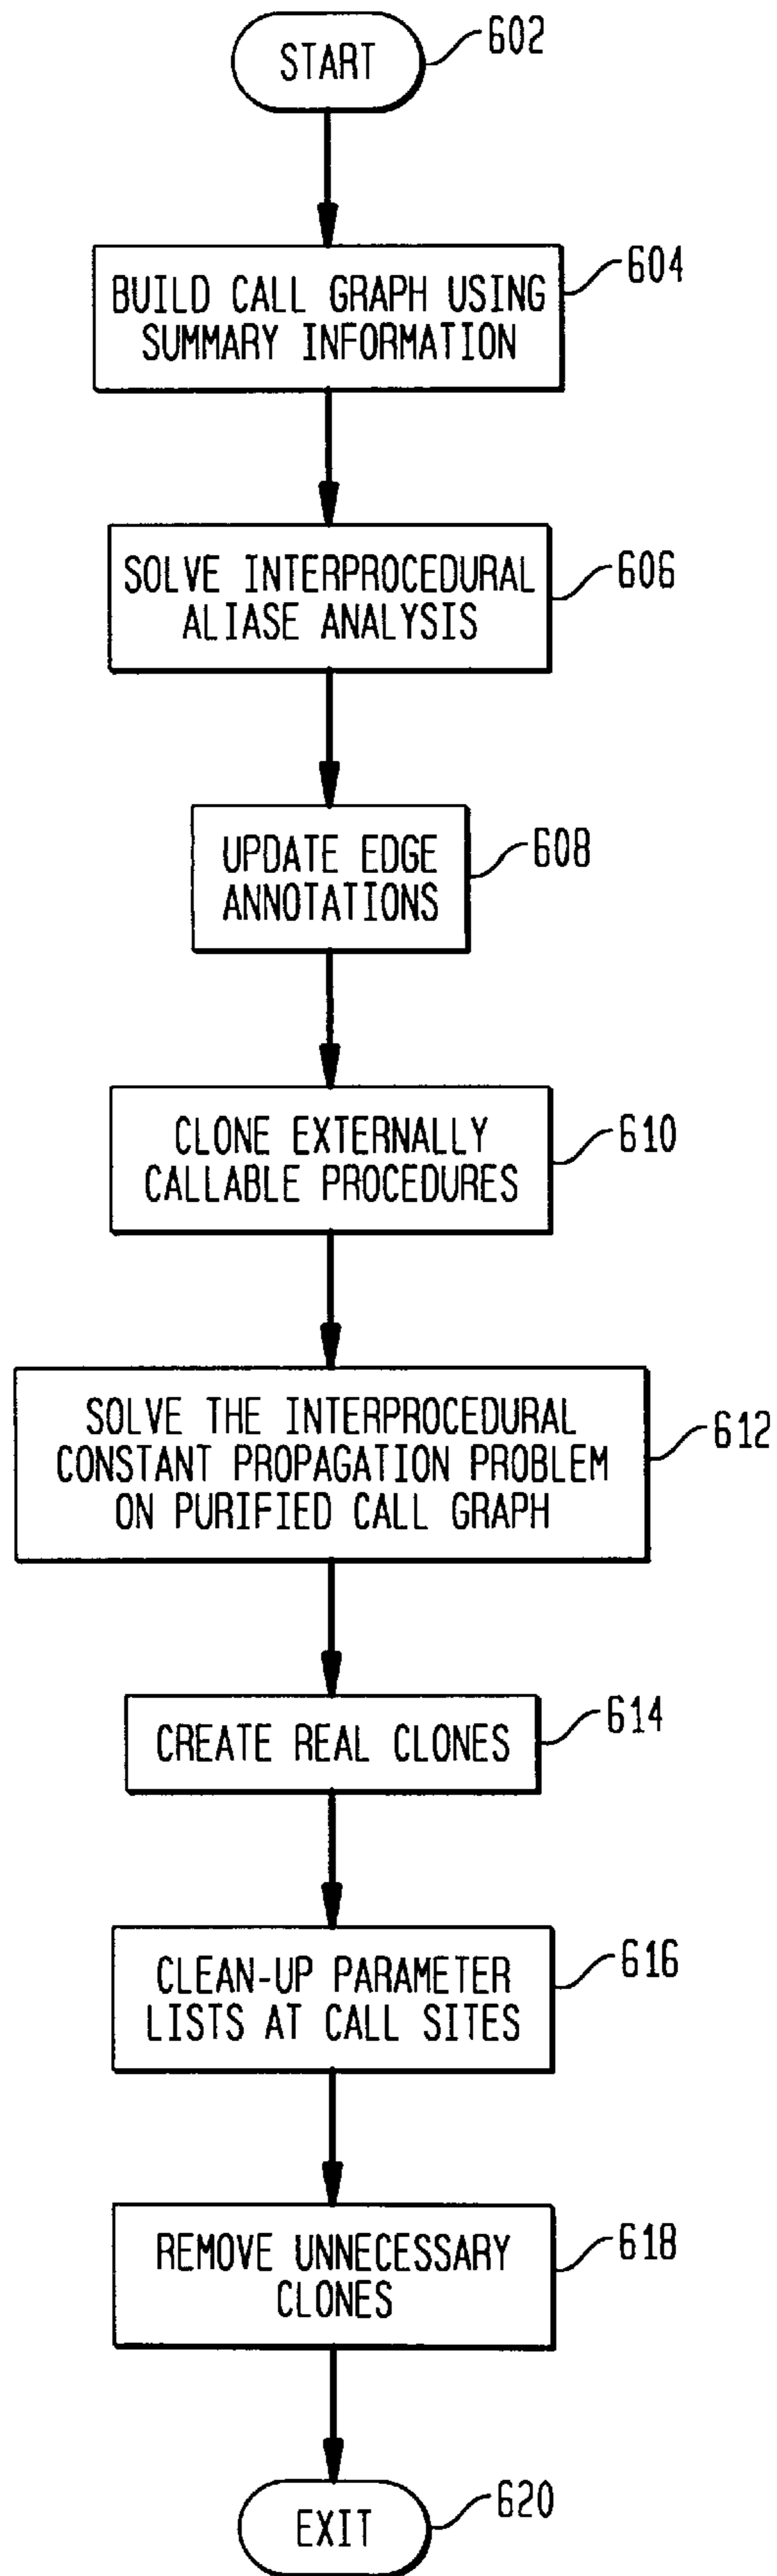 START
602
BUILD CALL GRAPH USING
SUMMARY INFORMATION
604
SOLVE INTERPROCEDURAL
ALIASE ANALYSIS
606
UPDATE EDGE
ANNOTATIONS
608
CLONE EXTERNALLY
CALLABLE PROCEDURES
610
SOLVE THE INTERPROCEDURAL
CONSTANT PROPAGATION PROBLEM
ON PURIFIED CALL GRAPH
612
CREATE REAL CLONES
614
CLEAN-UP PARAMETER
LISTS AT CALL SITES
616
REMOVE UNNECESSARY
CLONES
618
EXIT
620